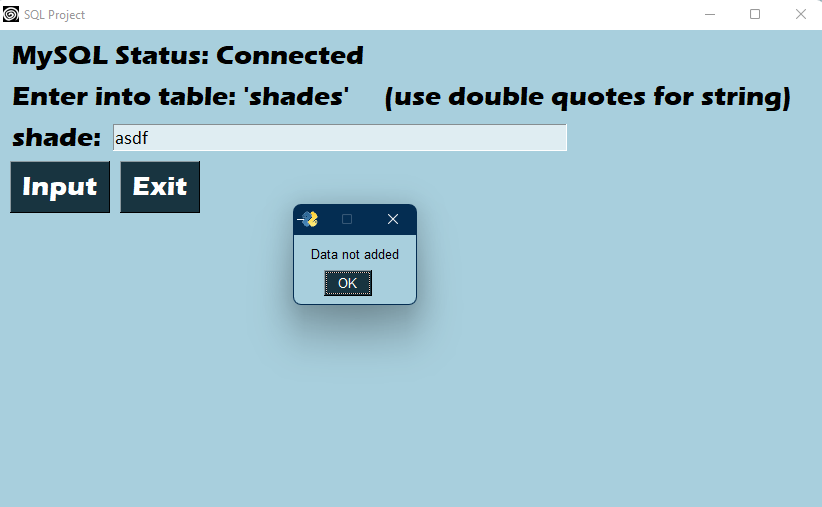 SQL Project
MySQL Status: Connected
Enter into table: 'shades' (use double quotes for string)
shade: asdf
Input Exit
Data not added
OK